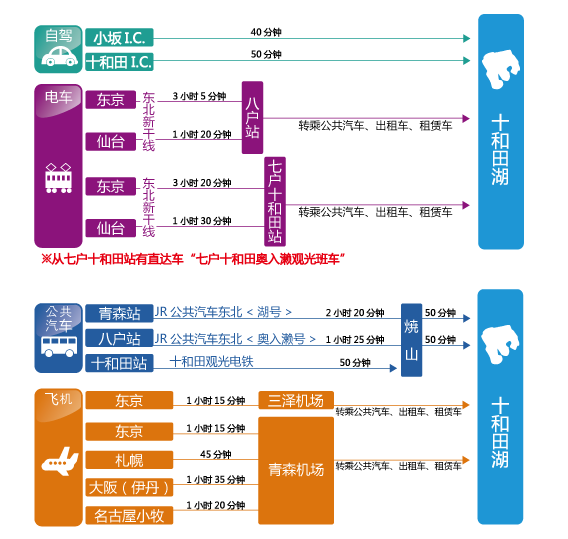 自驾
小坂 I.C.
40 分钟
十和田 I.C.
50 分钟
十和田湖
电车
东京
东北新干线
3 小时 5 分钟
八户站
仙台
1 小时 20 分钟
转乘公共汽车、出租车、租赁车
东京
东北新干线
3 小时 20 分钟
七户十和田站
仙台
1 小时 30 分钟
转乘公共汽车、出租车、租赁车
※从七户十和田站有直达车“七户十和田奥入濑观光班车”
公共汽车
青森站
JR 公共汽车东北 < 湖号 >
2 小时 20 分钟
烧山
50 分钟
八户站
JR 公共汽车东北 < 奥入濑号 >
1 小时 25 分钟
50 分钟
十和田站
十和田观光电铁
50 分钟
十和田湖
飞机
东京
1 小时 15 分钟
三泽机场
转乘公共汽车、出租车、租赁车
东京
1 小时 15 分钟
青森机场
札幌
45 分钟
转乘公共汽车、出租车、租赁车
大阪（伊丹）
1 小时 35 分钟
名古屋小牧
1 小时 20 分钟